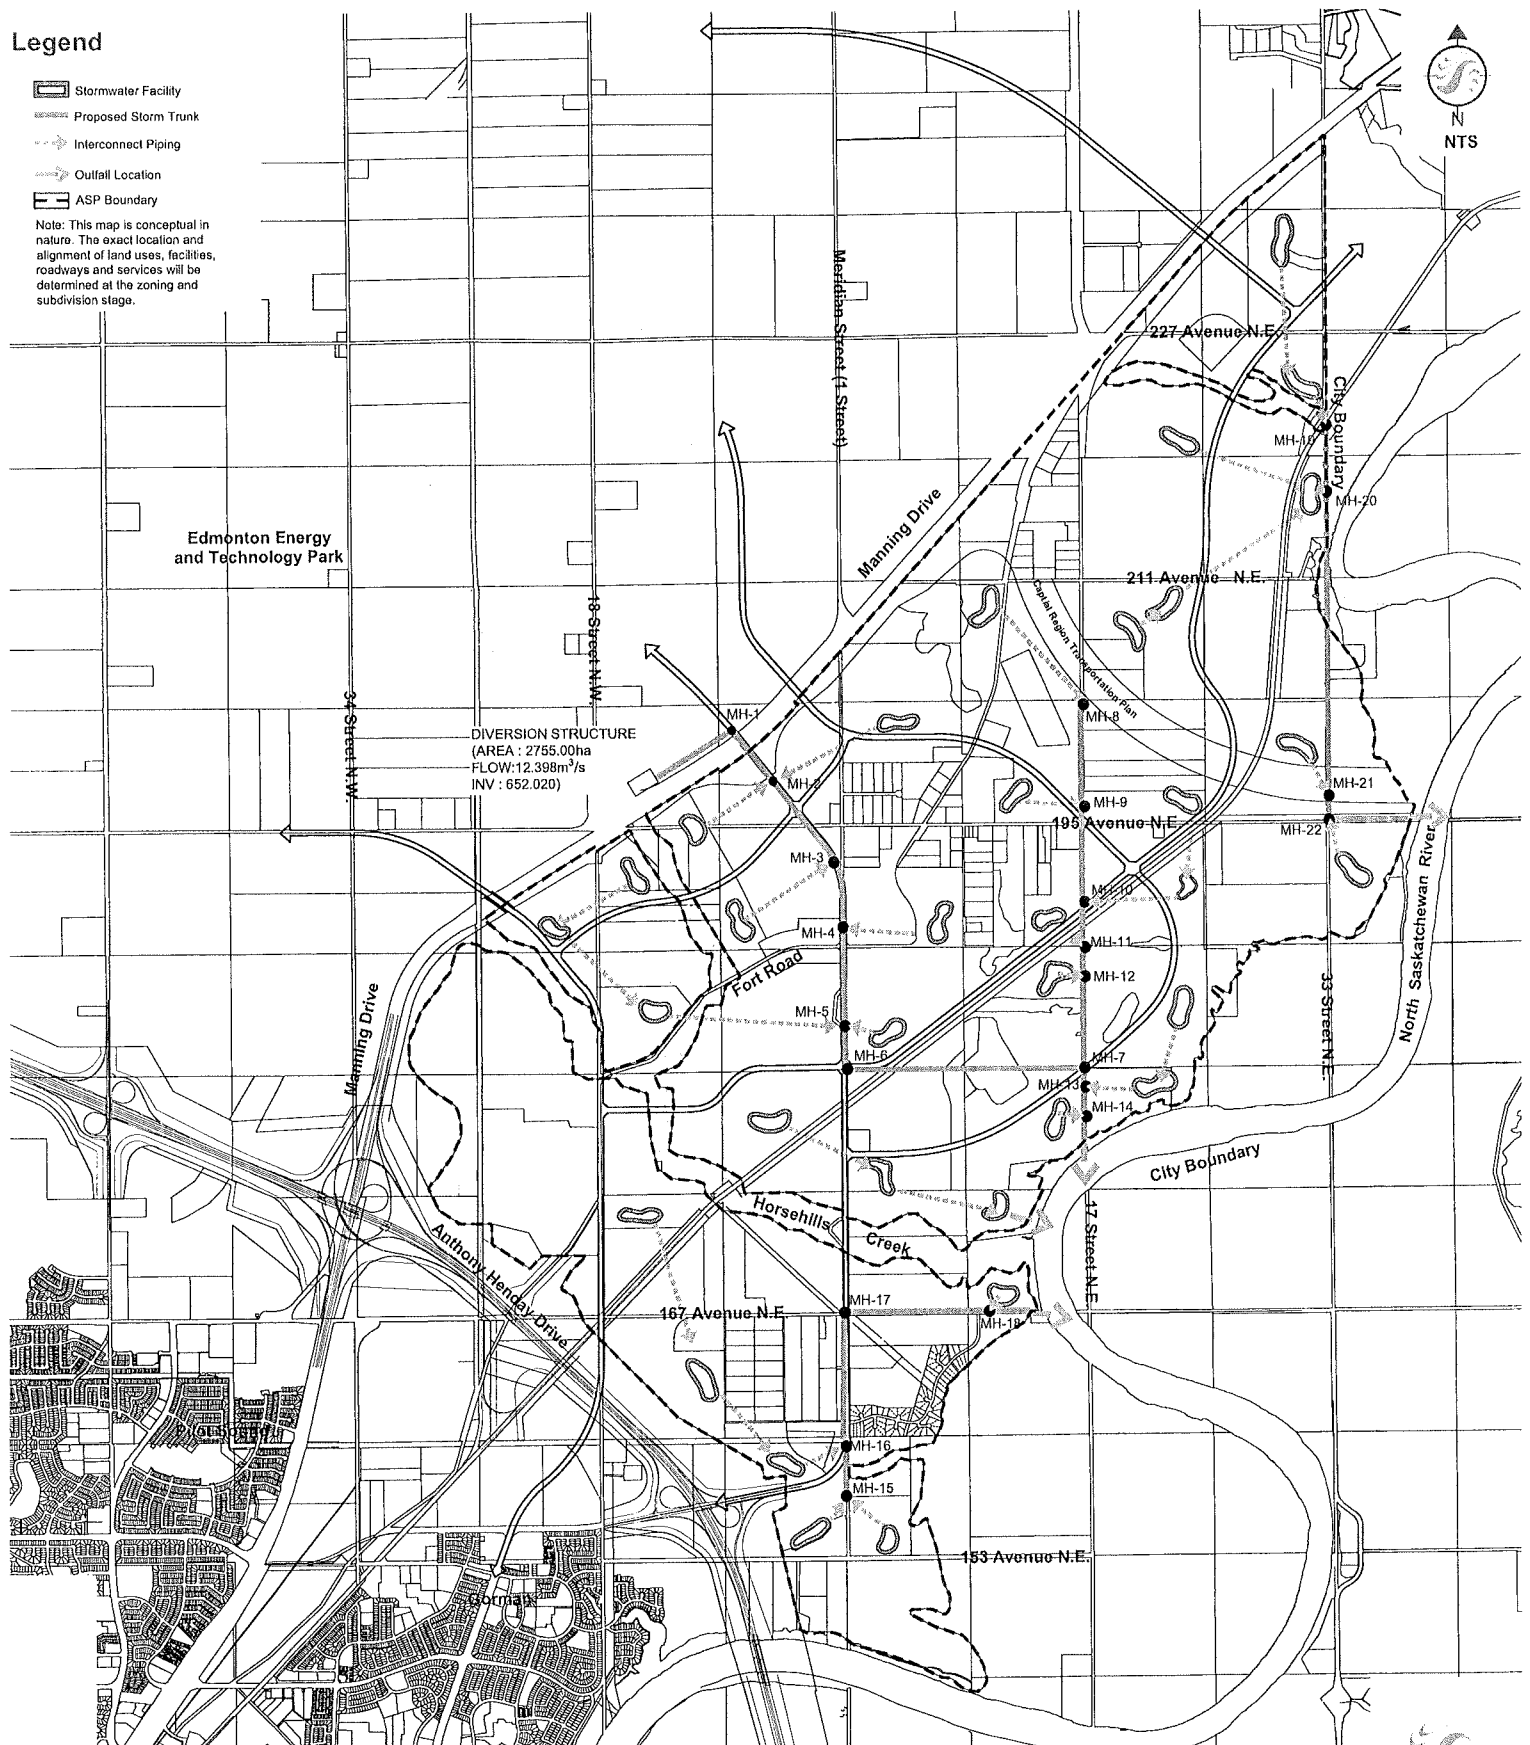 Legend
Stormwater Facility
Proposed Storm Trunk
Interconnect Piping
Outfall Location
ASP Boundary
Note: This map is conceptual in
nature. The exact location and
alignment of land uses, facilities,
roadways and services will be
determined at the zoning and
subdivision stage.
N
NTS
Meridian Street (1 Street)
227 Avenue N.E.
City Boundary
MH-19
MH-20
Manning Drive
Edmonton Energy
and Technology Park
211 Avenue N.E.
Capital Region Transportation Plan
18 Street N.W.
34 Street N.W.
MH-1
MH-8
DIVERSION STRUCTURE
(AREA : 2755.00ha
FLOW:12.398m³/s
INV : 652.020)
MH-2
MH-21
MH-9
195 Avenue N.E.
MH-22
MH-3
MH-10
North Saskatchewan River
MH-4
MH-11
Fort Road
MH-12
33 Street N.E.
MH-5
Manning Drive
MH-6
MH-7
MH-13
MH-14
City Boundary
Horsehills
Creek
17 Street N.E.
Anthony Henday Drive
MH-17
167 Avenue N.E.
MH-18
MH-16
MH-15
153 Avenue N.E.
Gorman